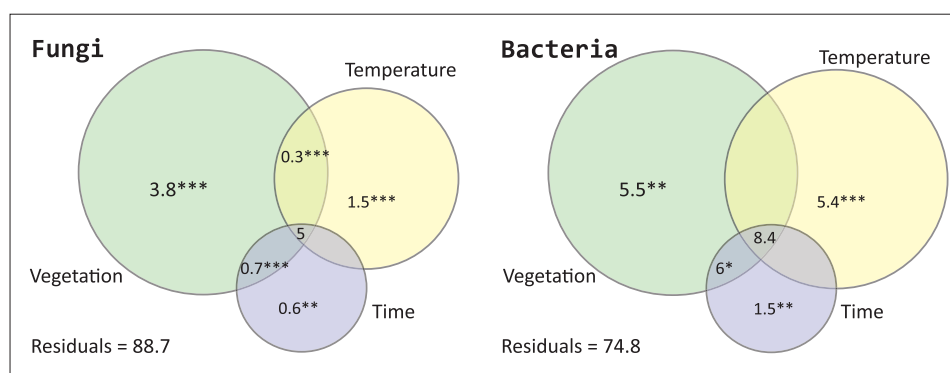 Fungi
Temperature
0.3***
3.8***
1.5***
5
0.7***
Vegetation
0.6**
Time
Residuals = 88.7
Bacteria
Temperature
5.5**
5.4***
8.4
6*
Vegetation
1.5**
Time
Residuals = 74.8